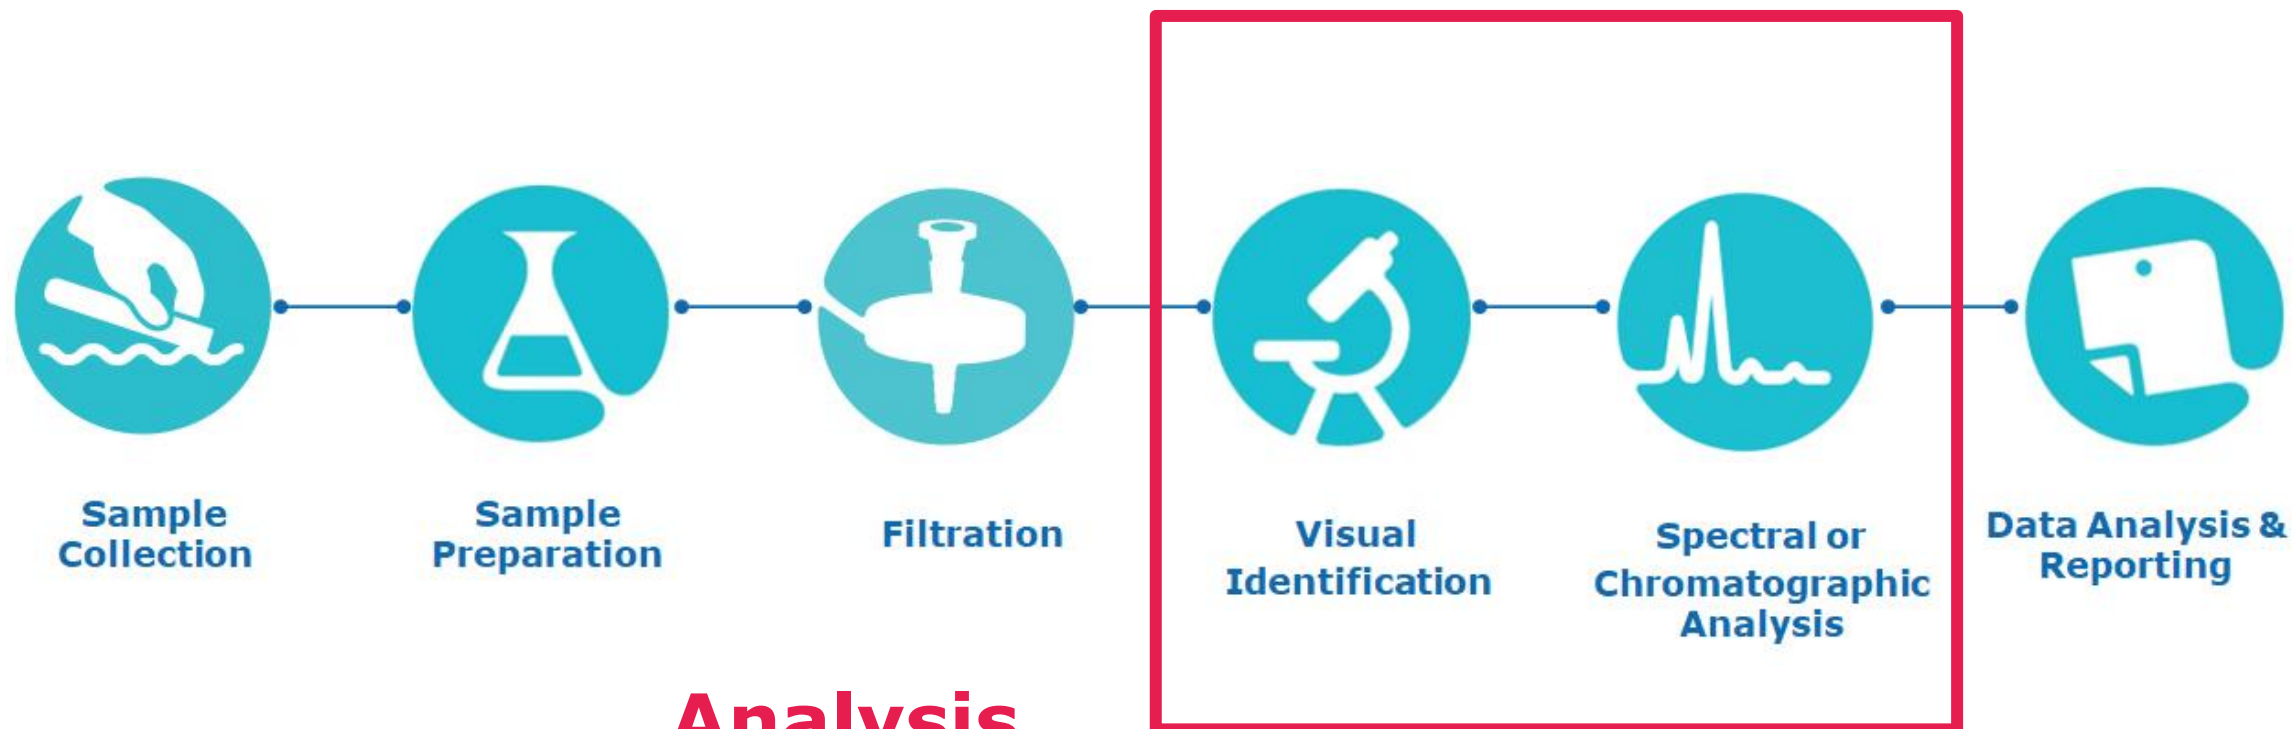 Sample
Collection
Sample
Preparation
Filtration
Visual
Identification
Spectral or
Chromatographic
Analysis
Data Analysis &
Reporting
Analysis